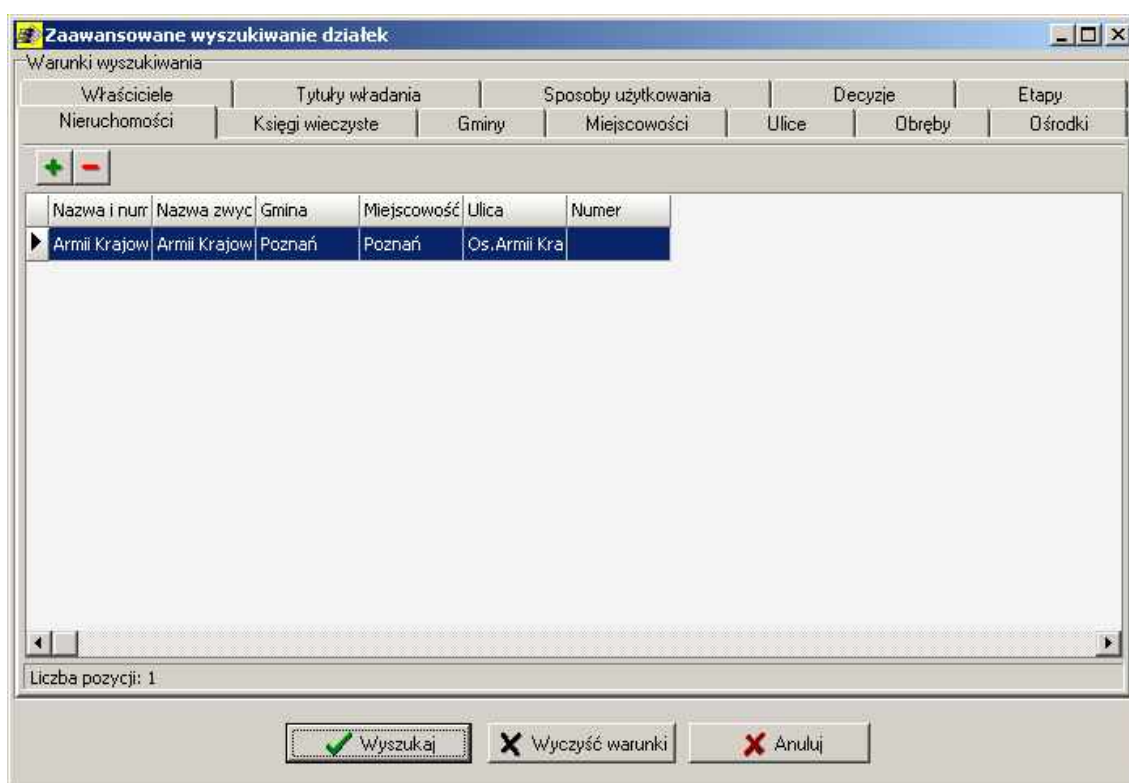 Zaawansowane wyszukiwanie działek
Warunki wyszukiwania
Właściciele Tytuły władania Sposoby użytkowania Decyzje Etapy
Nieruchomości Księgi wieczyste Gminy Miejscowości Ulice Obręby Ośrodki
Nazwa i num Nazwa zwyc Gmina Miejscowość Ulica Numer
Armii Krajow Armii Krajow Poznań Poznań Os.Armii Kra
Liczba pozycji: 1
Wyszukaj Wyczyść warunki Anuluj